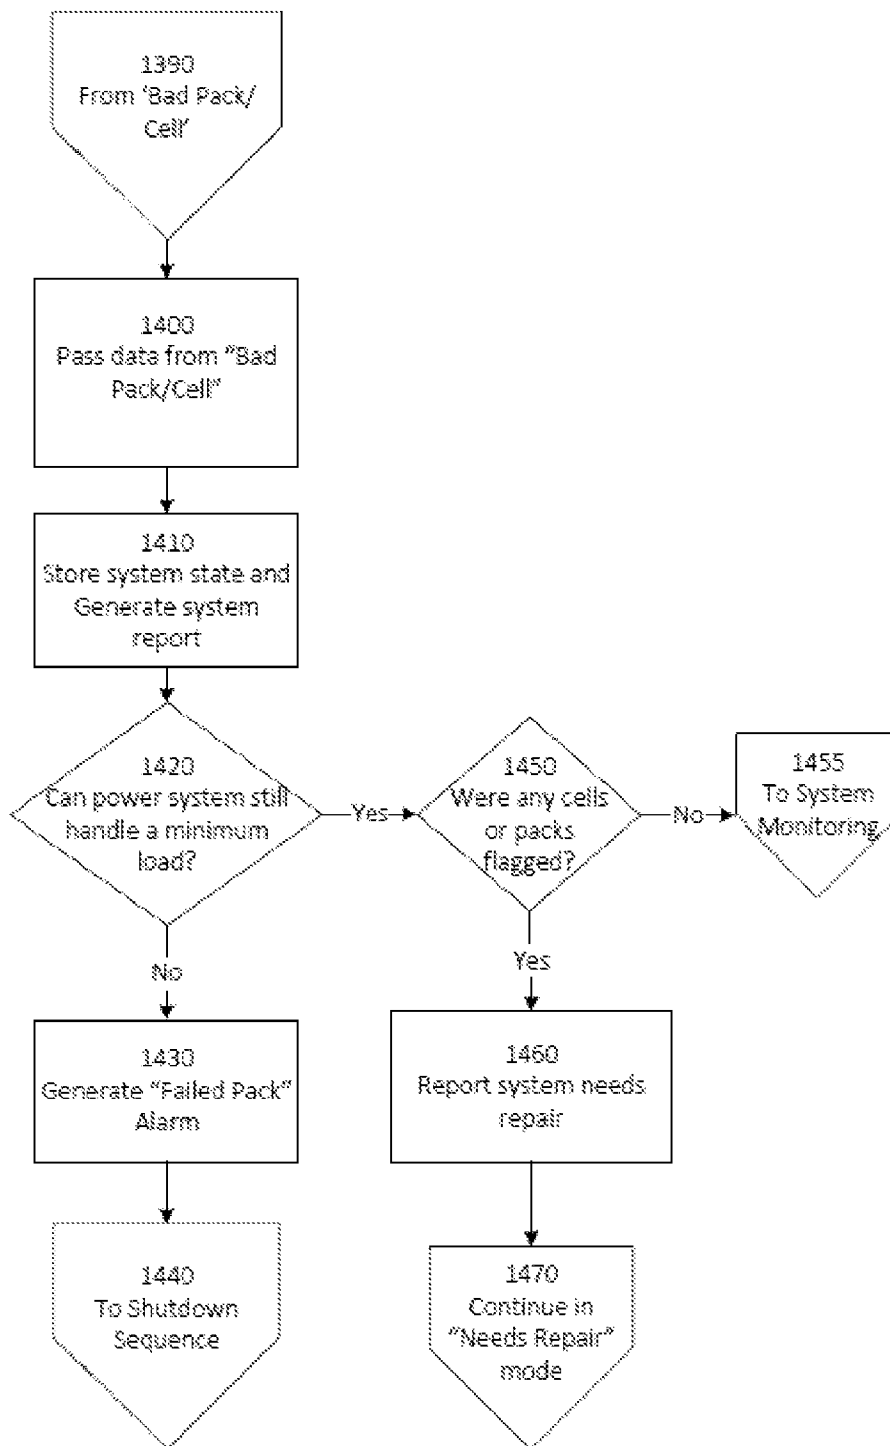 1390
From ‘Bad Pack/
Cell’
1400
Pass data from “Bad
Pack/Cell”
1410
Store system state and
Generate system
report
1420
Can power system still
handle a minimum
load?
Yes
1450
Were any cells
or packs
flagged?
No
1455
To System
Monitoring
No
Yes
1430
Generate “Failed Pack”
Alarm
1460
Report system needs
repair
1440
To Shutdown
Sequence
1470
Continue in
“Needs Repair”
mode